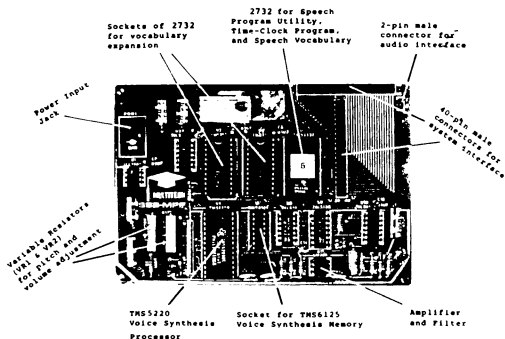 Sockets of 2732
for vocabulary
expansion
2732 for Speech
Program Utility,
Time-Clock Program,
and Speech Vocabulary
2-pin male
connector for
audio interface
Power Input
Jack
40-pin male
connectors for
system interface
5
MULTITECH
SSB-MPF
Variable Resistors
(VR1 & VR2)
for pitch and
volume adjustment
TMS5220
Voice Synthesis
Processor
Socket for TMS6125
Voice Synthesis Memory
Amplifier
and Filter